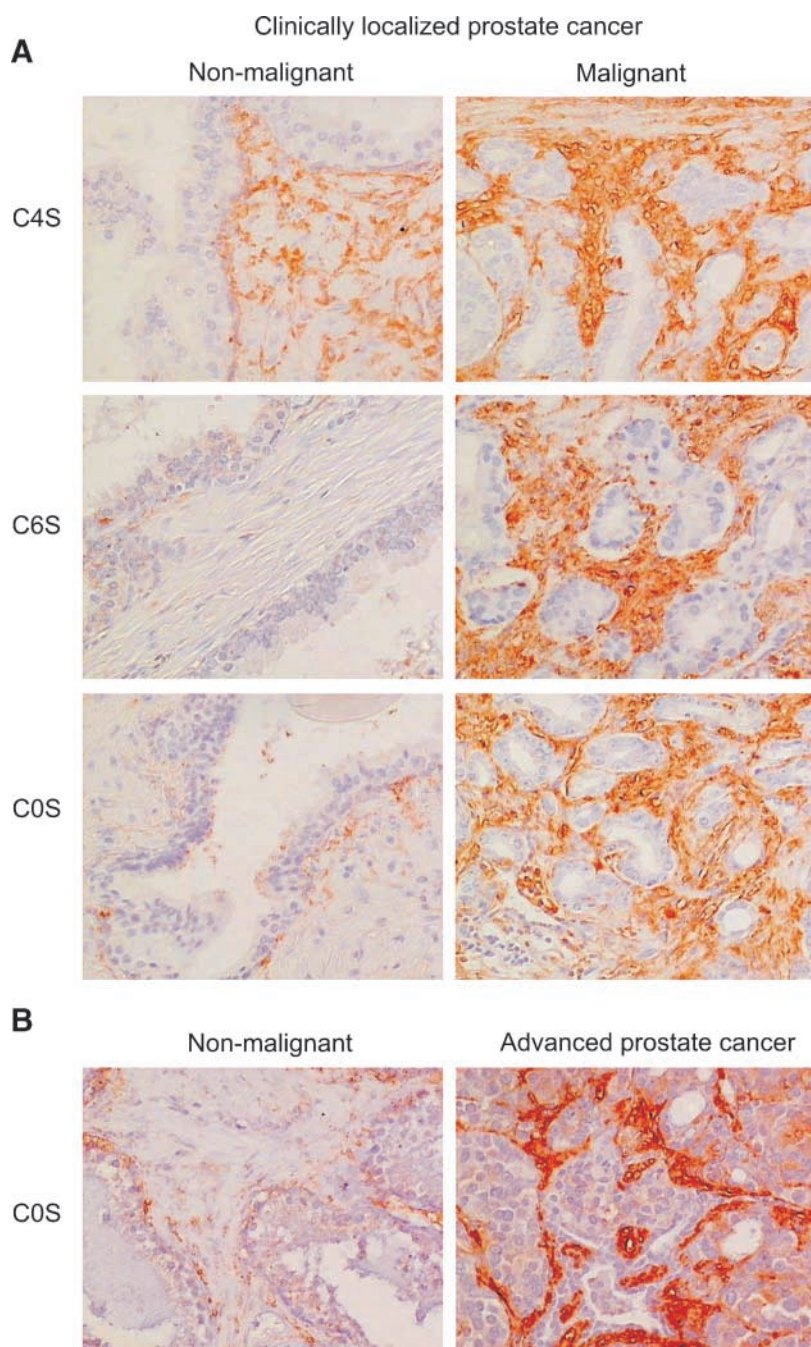 Clinically localized prostate cancer
A
Non-malignant Malignant
C4S
C6S
C0S
B
Non-malignant Advanced prostate cancer
C0S